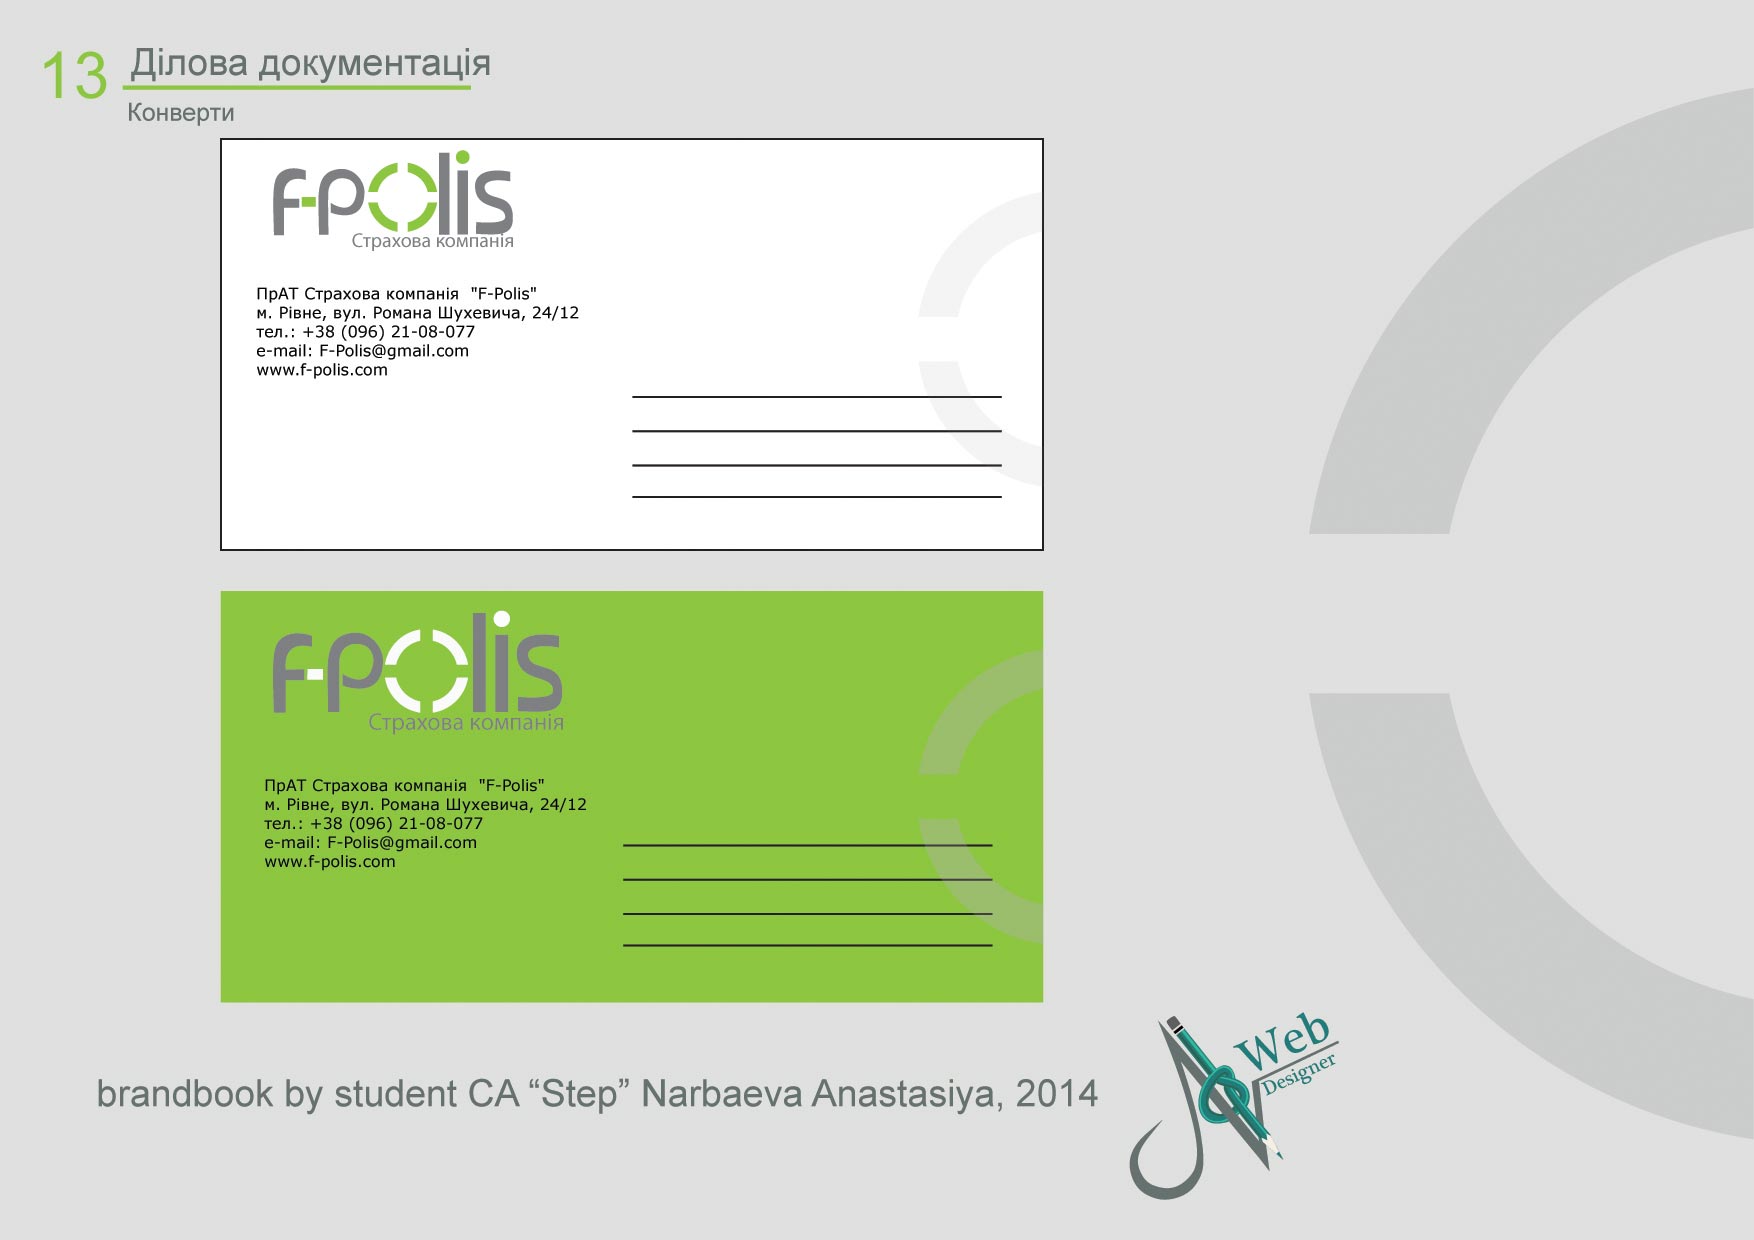 13 Ділова документація
Конверти
F-Polis
Страхова компанія
ПрАТ Страхова компанія "F-Polis"
м. Рівне, вул. Романа Шухевича, 24/12
тел.: +38 (096) 21-08-077
e-mail: F-Polis@gmail.com
www.f-polis.com
F-Polis
Страхова компанія
ПрАТ Страхова компанія "F-Polis"
м. Рівне, вул. Романа Шухевича, 24/12
тел.: +38 (096) 21-08-077
e-mail: F-Polis@gmail.com
www.f-polis.com
brandbook by student CA “Step” Narbaeva Anastasiya, 2014
Web
Designer